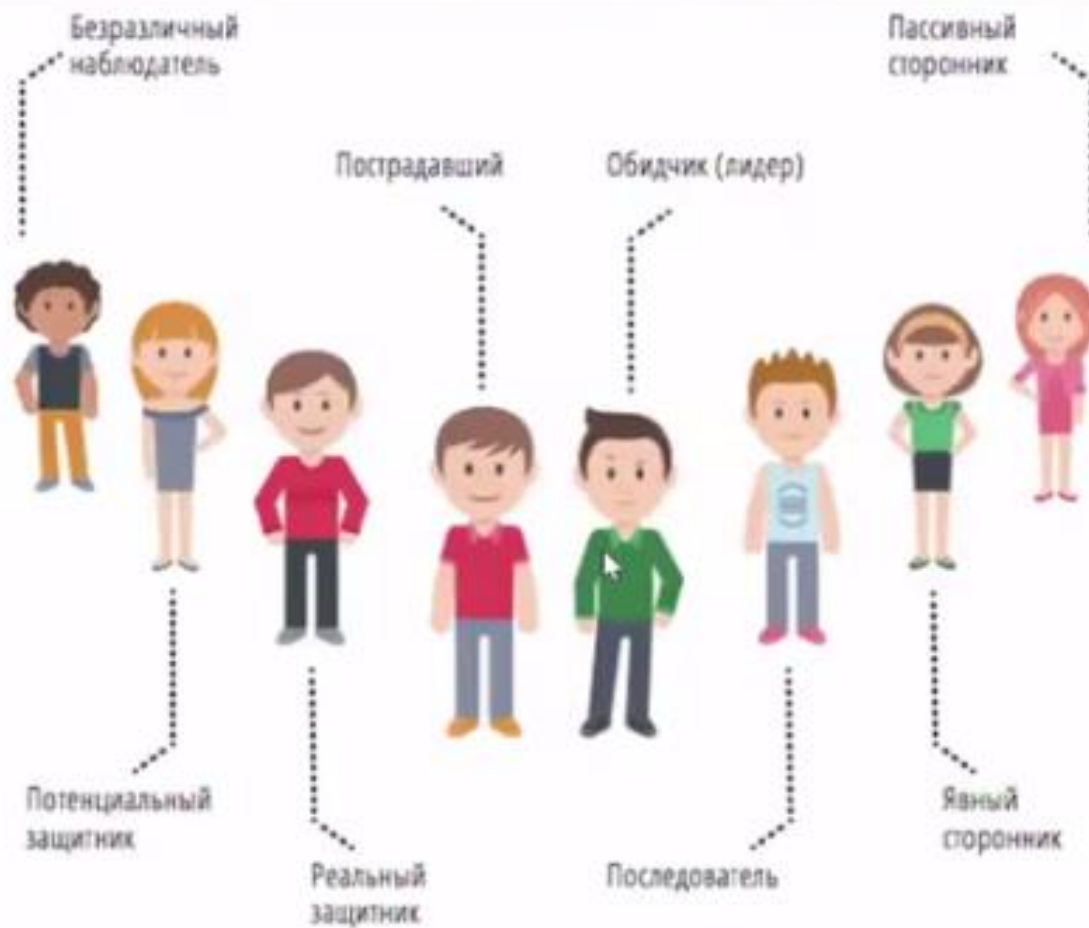 Безразличный
наблюдатель
Пассивный
сторонник
Пострадавший
Обидчик (лидер)
Потенциальный
защитник
Явный
сторонник
Реальный
защитник
Последователь